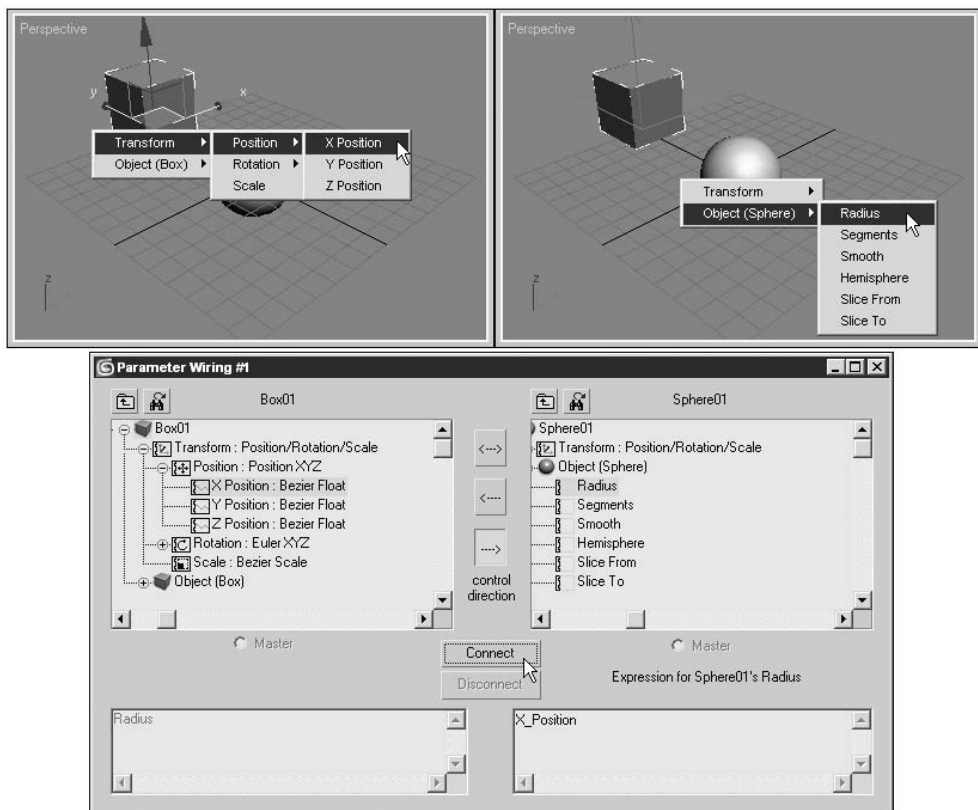 Perspective
y
x
z
Transform
Object (Box)
Position
Rotation
Scale
X Position
Y Position
Z Position
Perspective
z
Transform
Object (Sphere)
Radius
Segments
Smooth
Hemisphere
Slice From
Slice To
Parameter Wiring #1
Box01
Sphere01
Box01
Transform : Position/Rotation/Scale
Position : Position XYZ
X Position : Bezier Float
Y Position : Bezier Float
Z Position : Bezier Float
Rotation : Euler XYZ
Scale : Bezier Scale
Object (Box)
<--->
<----
---->
control
direction
Sphere01
Transform : Position/Rotation/Scale
Object (Sphere)
Radius
Segments
Smooth
Hemisphere
Slice From
Slice To
Master
Connect
Disconnect
Master
Expression for Sphere01's Radius
Radius
X_Position